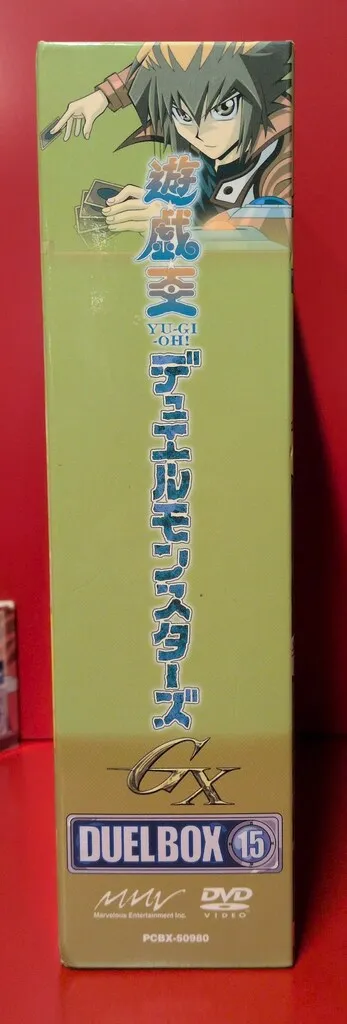 遊戯王
YU-GI
-OH!
デュエルモンスターズ
GX
DUELBOX 15
MMV
Marvelous Entertainment Inc.
DVD
VIDEO
PCBX-50980